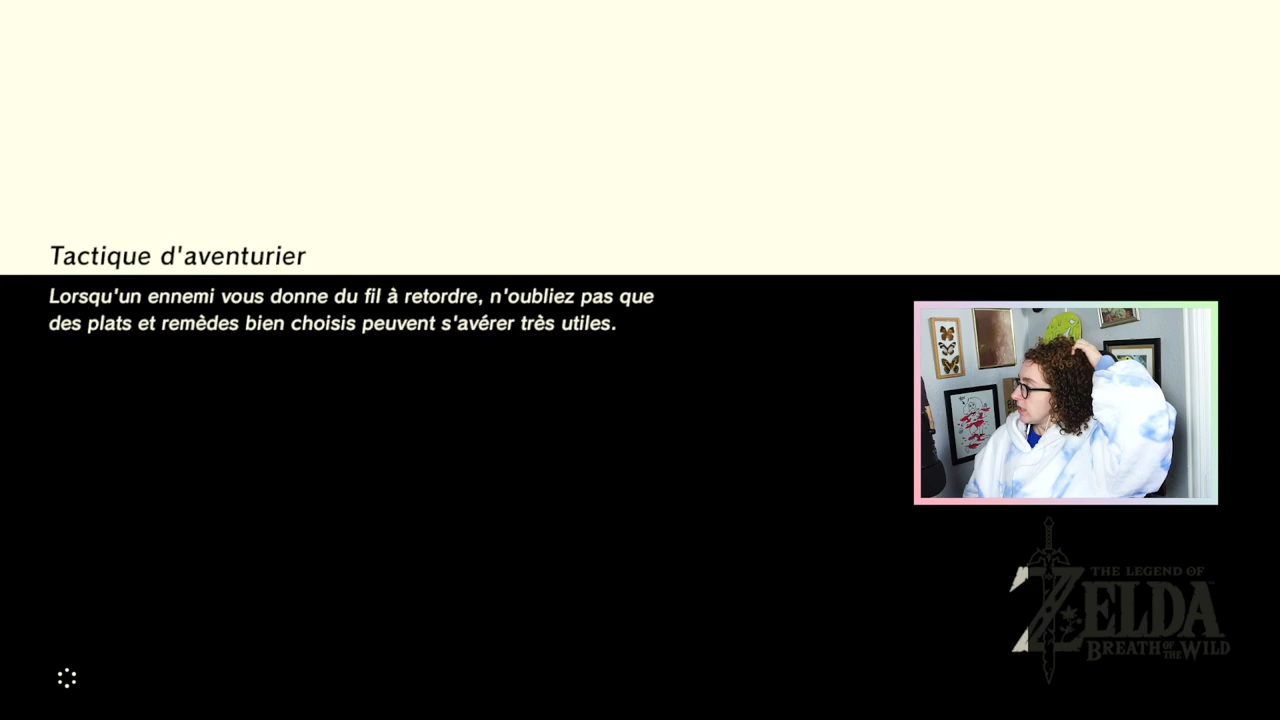 Tactique d'aventurier
Lorsqu'un ennemi vous donne du fil à retordre, n'oubliez pas que
des plats et remèdes bien choisis peuvent s'avérer très utiles.
THE LEGEND OF
ZELDA
BREATH OF THE WILD